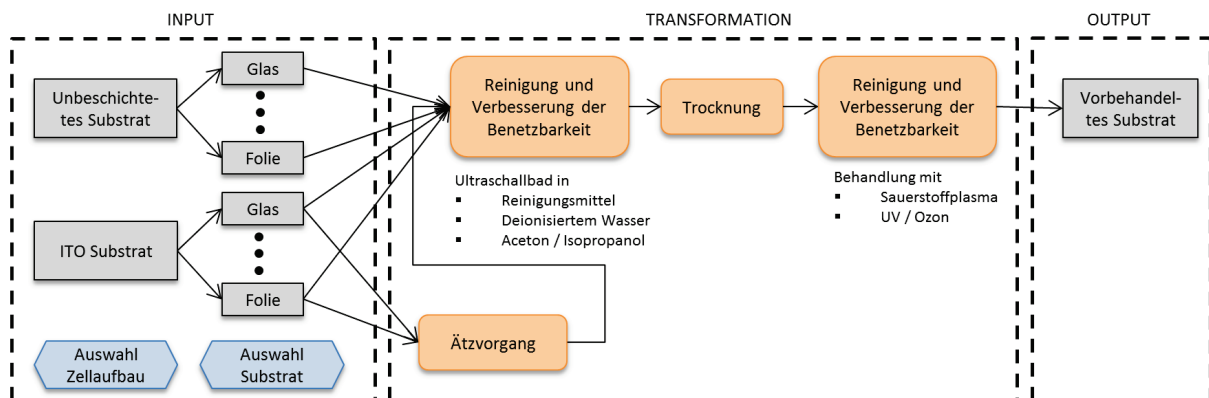 INPUT
TRANSFORMATION
OUTPUT
Unbeschichte-
tes Substrat
Glas
Folie
ITO Substrat
Glas
Folie
Auswahl
Zellaufbau
Auswahl
Substrat
Reinigung und
Verbesserung der
Benetzbarkeit
Ultraschallbad in
▪ Reinigungsmittel
▪ Deionisiertem Wasser
▪ Aceton / Isopropanol
Ätzvorgang
Trocknung
Reinigung und
Verbesserung der
Benetzbarkeit
Behandlung mit
▪ Sauerstoffplasma
▪ UV / Ozon
Vorbehandel-
tes Substrat